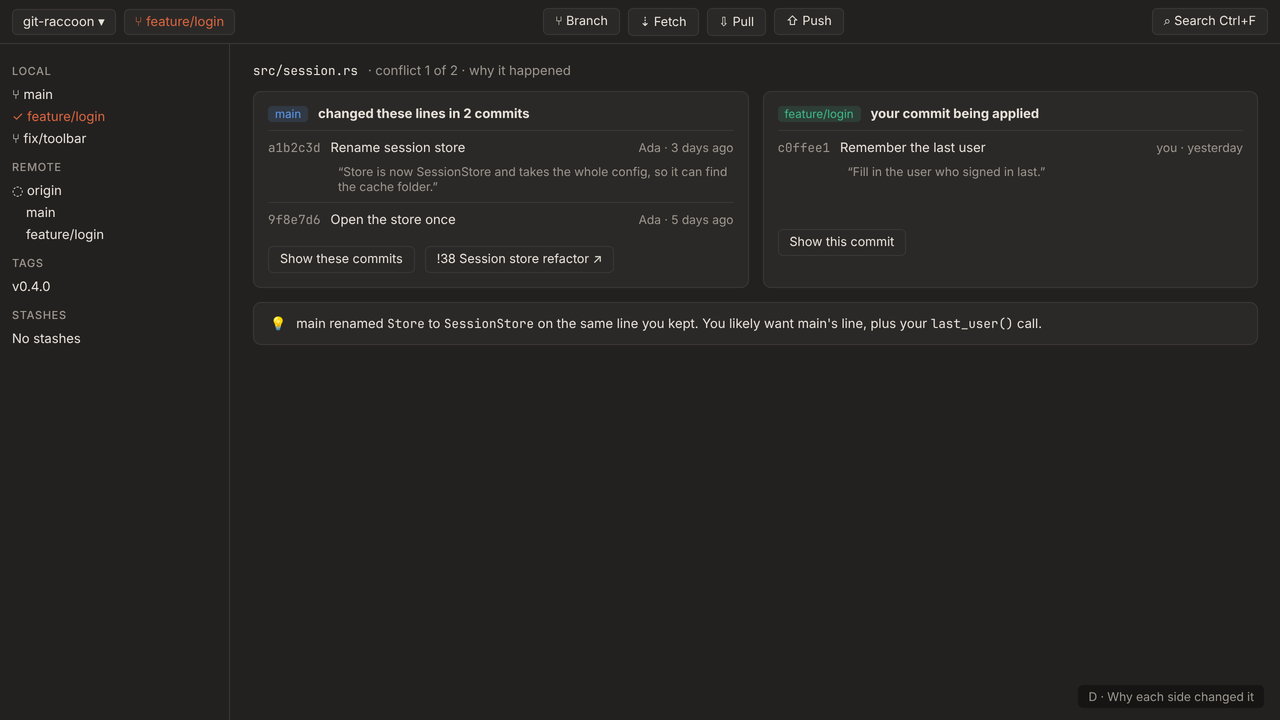 git-raccoon ▾
feature/login
Branch
Fetch
Pull
Push
Search Ctrl+F
LOCAL
main
✓ feature/login
fix/toolbar
REMOTE
origin
main
feature/login
TAGS
v0.4.0
STASHES
No stashes
src/session.rs · conflict 1 of 2 · why it happened
main changed these lines in 2 commits
a1b2c3d Rename session store Ada · 3 days ago
“Store is now SessionStore and takes the whole config, so it can find
the cache folder.”
9f8e7d6 Open the store once Ada · 5 days ago
Show these commits
!38 Session store refactor ↗
feature/login your commit being applied
c0ffee1 Remember the last user you · yesterday
“Fill in the user who signed in last.”
Show this commit
💡 main renamed Store to SessionStore on the same line you kept. You likely want main's line, plus your last_user() call.
D · Why each side changed it